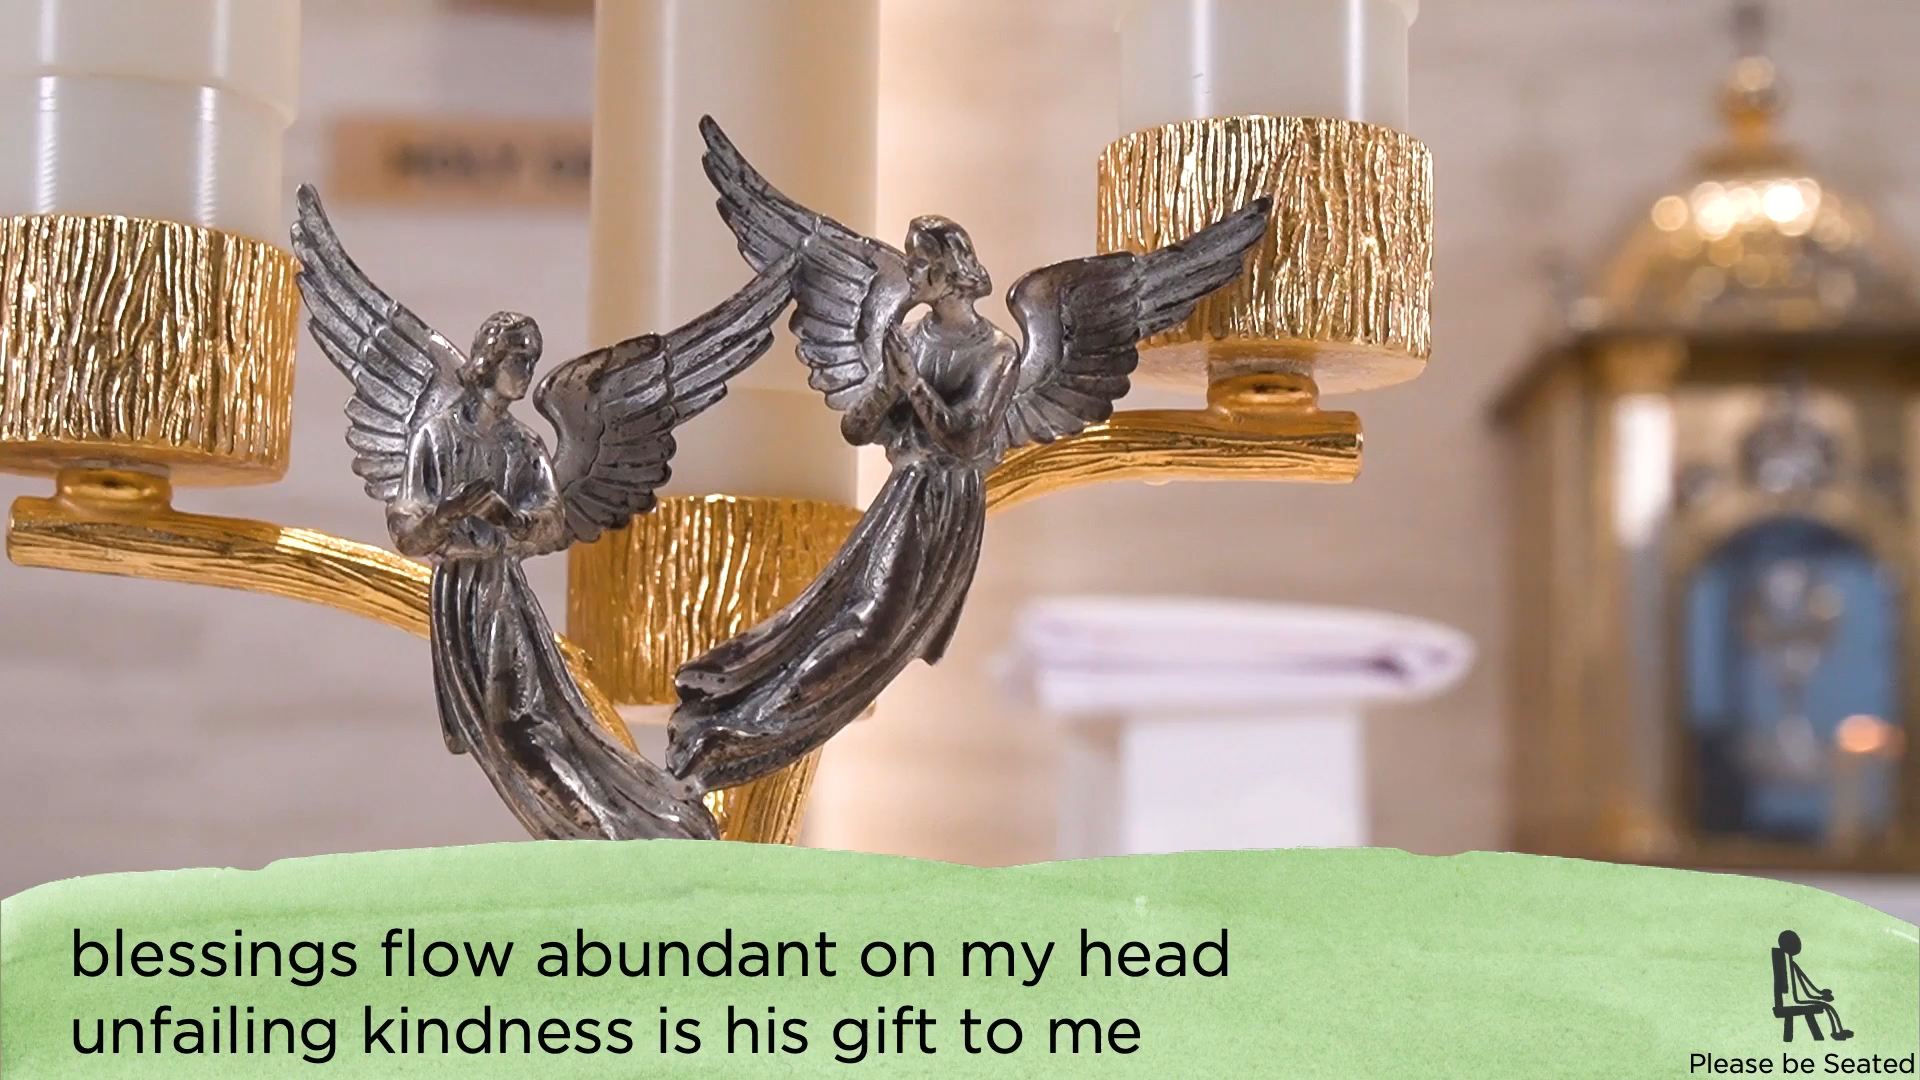 blessings flow abundant on my head
unfailing kindness is his gift to me
Please be Seated